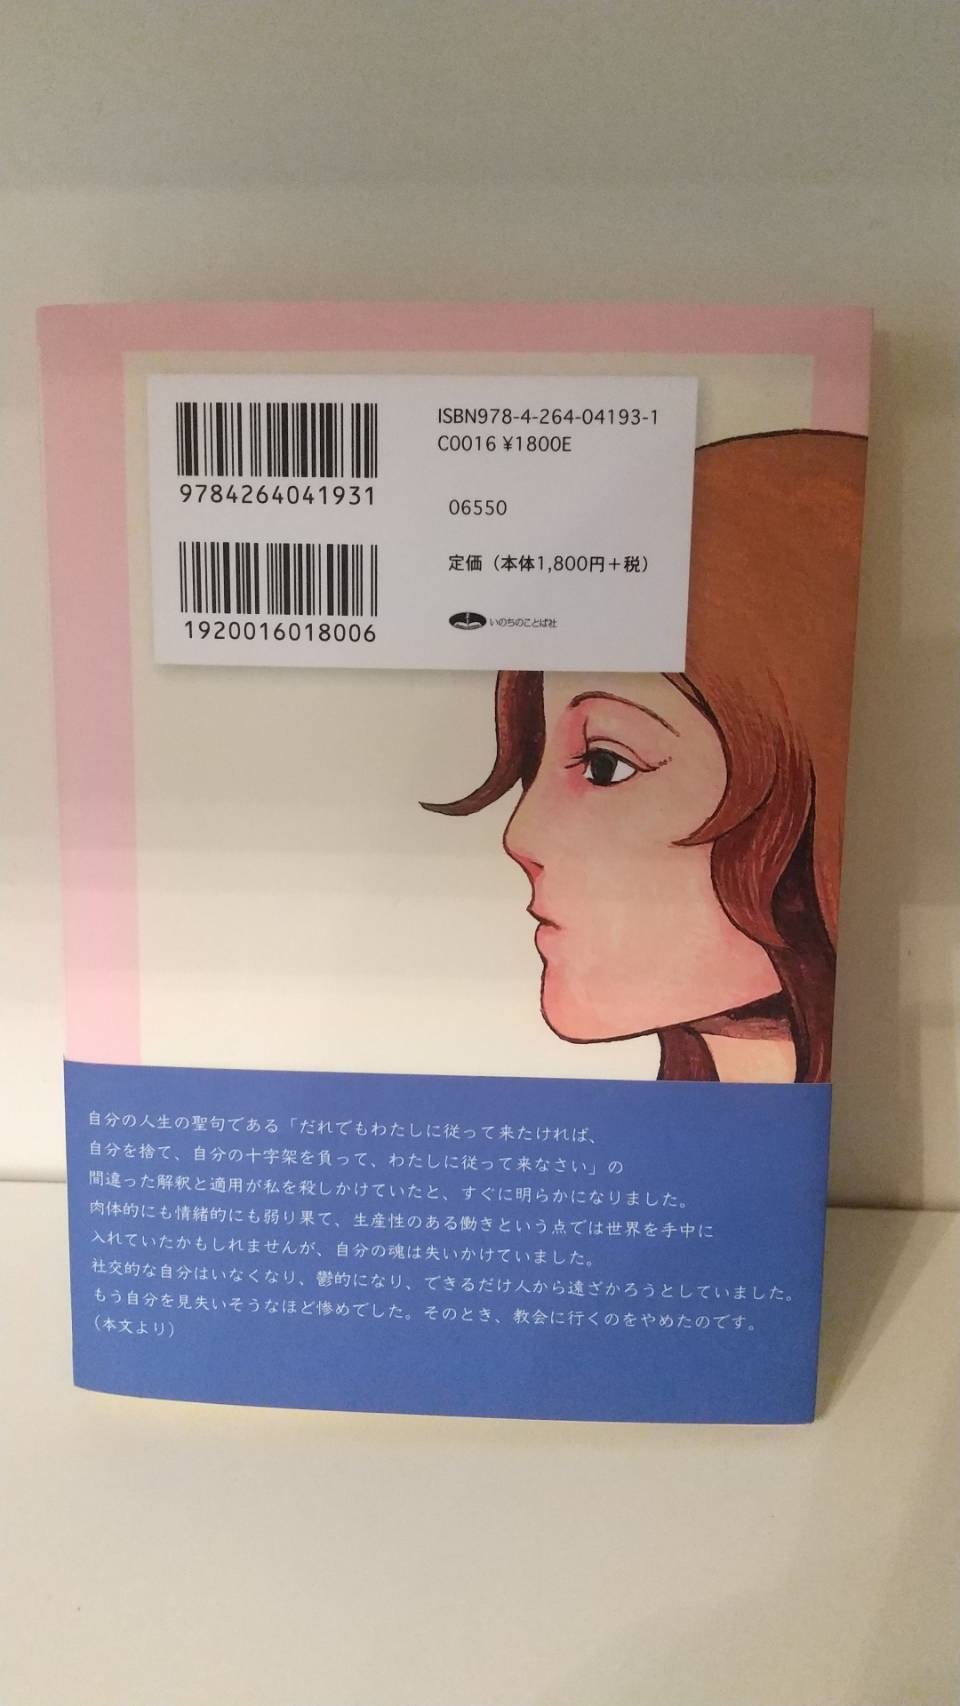 9784264041931
1920016018006
ISBN978-4-264-04193-1
C0016 ¥1800E
06550
定価（本体1,800円＋税）
いのちのことば社
自分の人生の聖句である「だれでもわたしに従って来たければ、
自分を捨て、自分の十字架を負って、わたしに従って来なさい」の
間違った解釈と適用が私を殺しかけていたと、すぐに明らかになりました。
肉体的にも情緒的にも弱り果て、生産性のある働きという点では世界を手中に
入れていたかもしれませんが、自分の魂は失いかけていました。
社交的な自分はいなくなり、鬱的になり、できるだけ人から遠ざかろうとしていました。
もう自分を見失いそうなほど惨めでした。そのとき、教会に行くのをやめたのです。
（本文より）